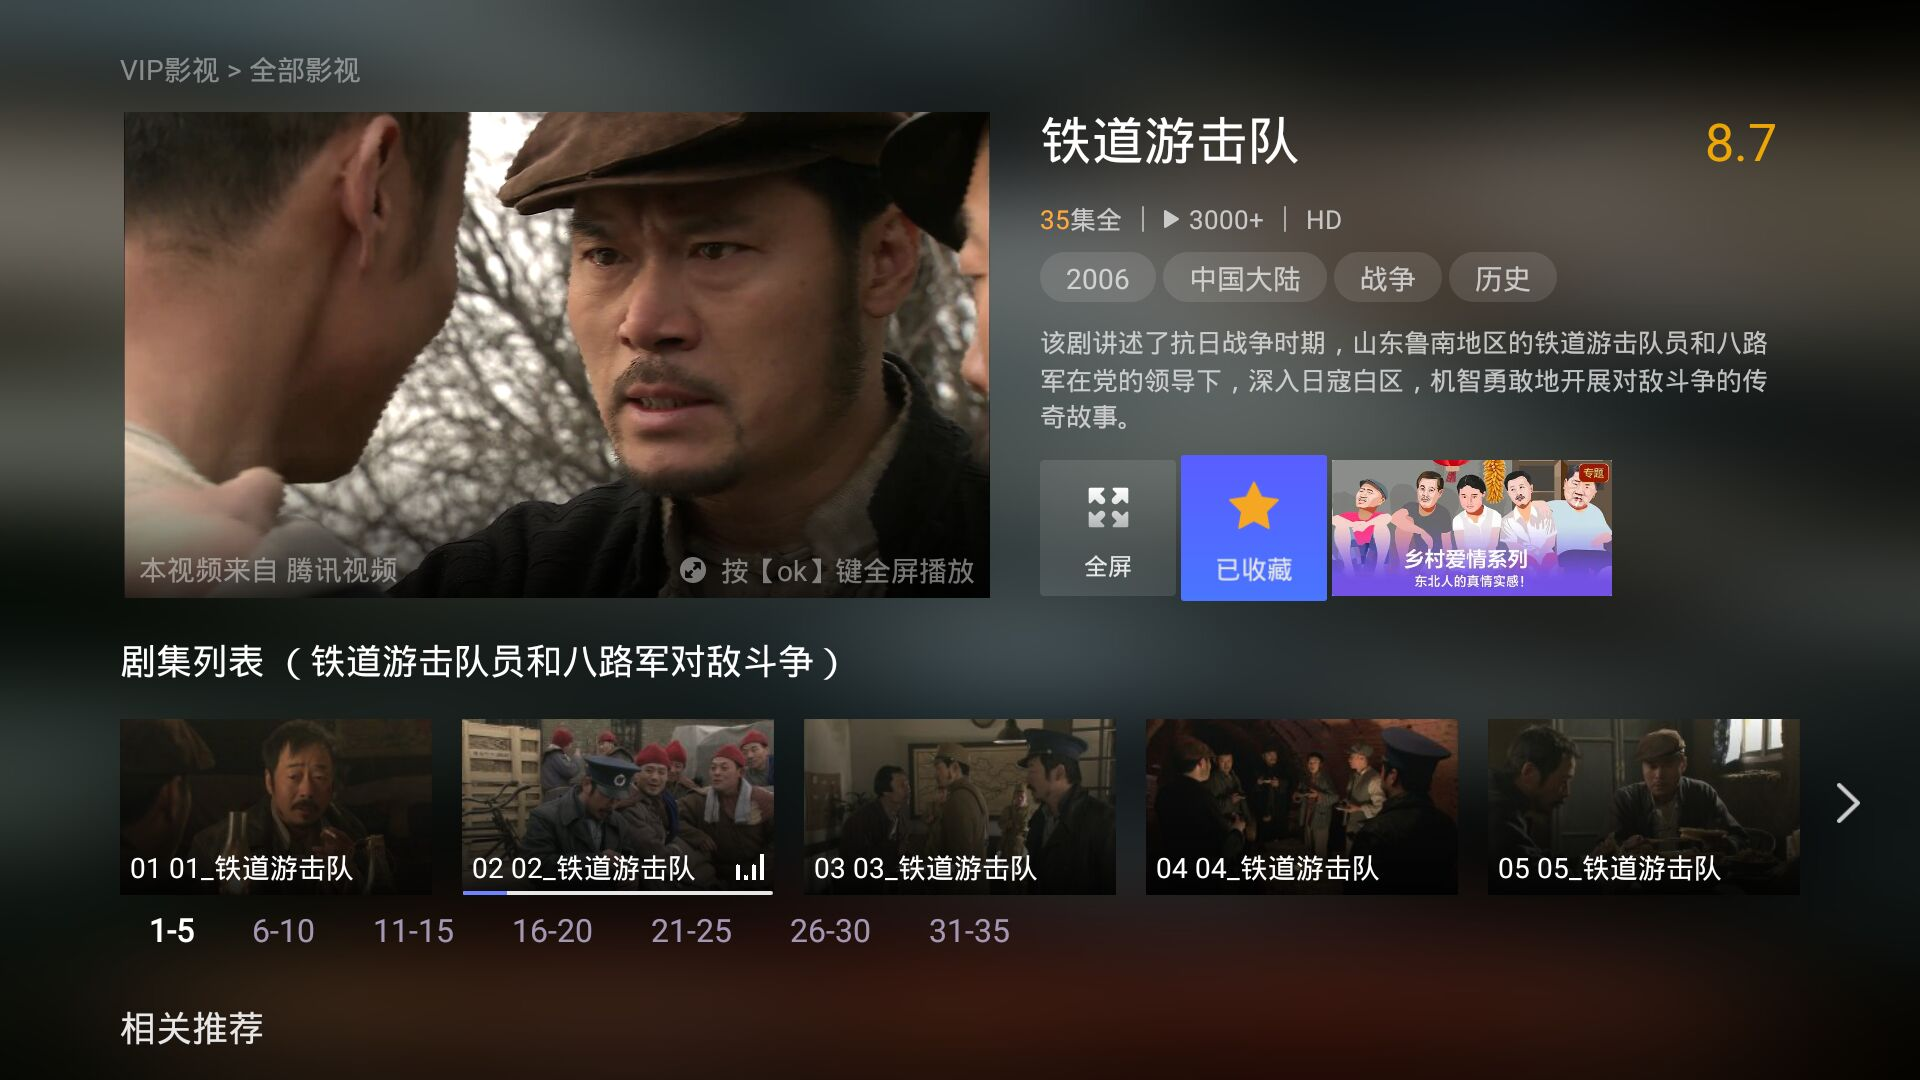 VIP影视 > 全部影视
本视频来自 腾讯视频
按【ok】键全屏播放
铁道游击队
8.7
35集全 | 3000+ | HD
2006 中国大陆 战争 历史
该剧讲述了抗日战争时期，山东鲁南地区的铁道游击队员和八路
军在党的领导下，深入日寇白区，机智勇敢地开展对敌斗争的传
奇故事。
全屏
已收藏
专题
乡村爱情系列
东北人的真情实感！
剧集列表（铁道游击队员和八路军对敌斗争）
01 01_铁道游击队
02 02_铁道游击队
03 03_铁道游击队
04 04_铁道游击队
05 05_铁道游击队
1-5 6-10 11-15 16-20 21-25 26-30 31-35
相关推荐